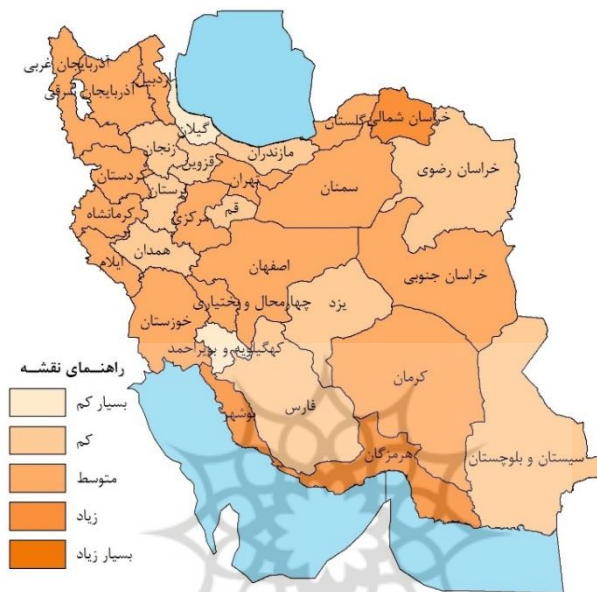 آذربایجان غربی
آذربایجان شرقی
اردبیل
گیلان
زنجان
مازندران
گلستان
خراسان شمالی
خراسان رضوی
کردستان
قزوین
تهران
سمنان
کرمانشاه
مرکزی
قم
همدان
ایلام
اصفهان
خراسان جنوبی
خوزستان
چهارمحال و بختیاری
یزد
کهگیلویه و بویراحمد
کرمان
فارس
بوشهر
هرمزگان
سیستان و بلوچستان
راهنمای نقشه
بسیار کم
کم
متوسط
زیاد
بسیار زیاد